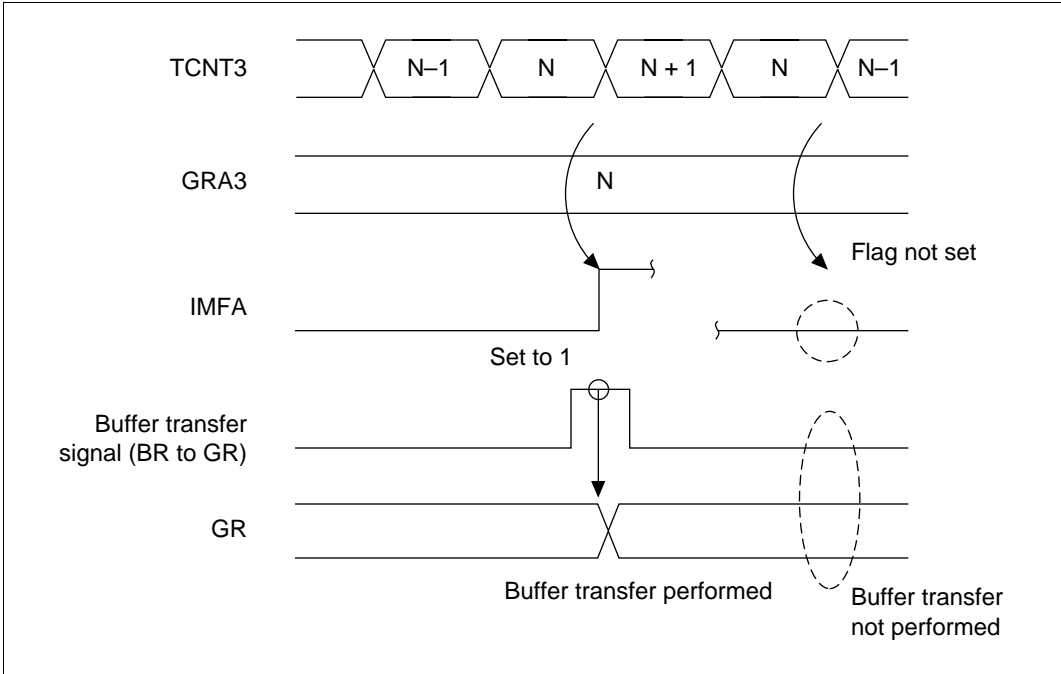 TCNT3
N–1
N
N + 1
N
N–1
GRA3
N
Flag not set
IMFA
Set to 1
Buffer transfer
signal (BR to GR)
GR
Buffer transfer performed
Buffer transfer
not performed